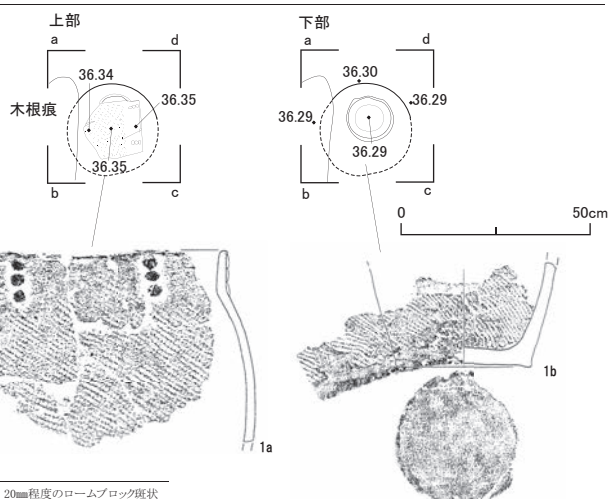 上部
a d
36.34
36.35
木根痕
36.35
b c
下部
a d
36.30
36.29
36.29
36.29
b c
0 50cm
1a
1b
20㎜程度のロームブロック斑状